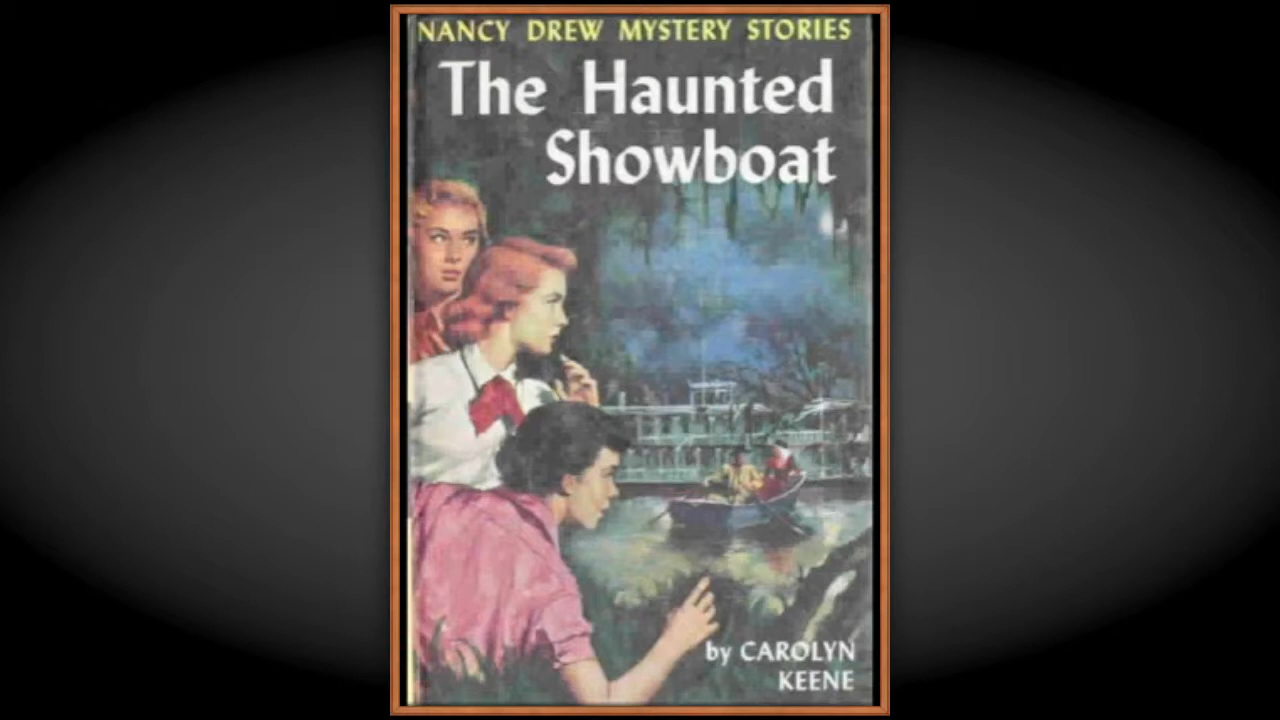 NANCY DREW MYSTERY STORIES
The Haunted
Showboat
by CAROLYN
KEENE